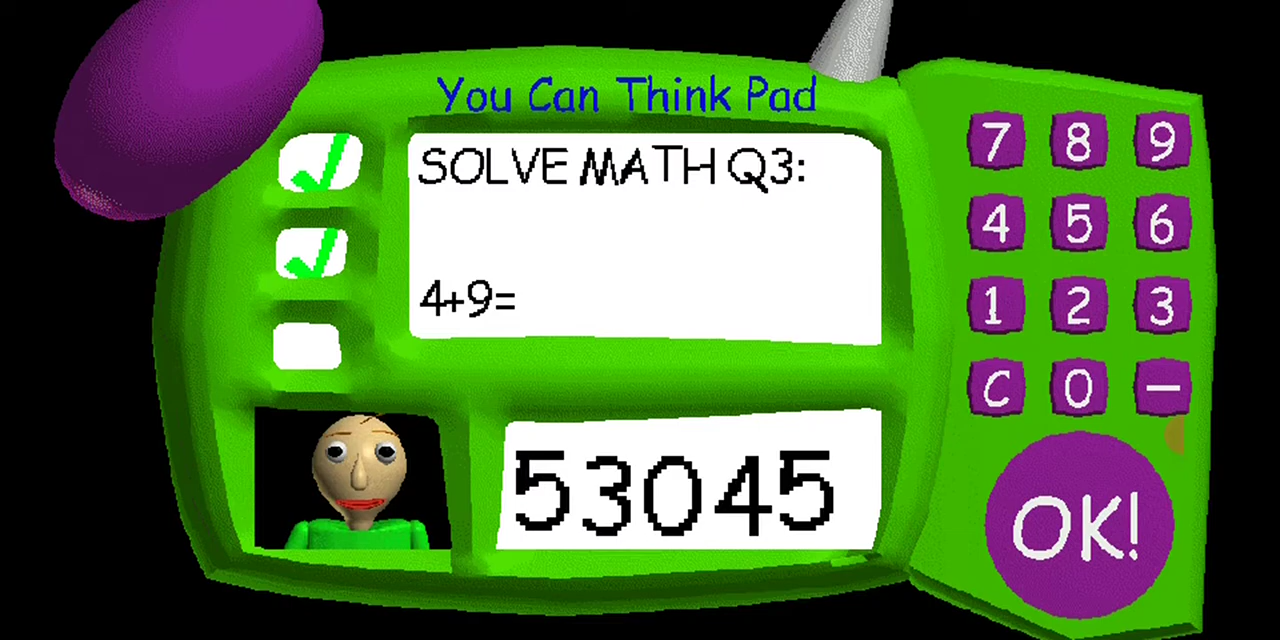 You Can Think Pad
SOLVE MATH Q3:
4+9=
53045
7 8 9
4 5 6
1 2 3
C 0 −
OK!